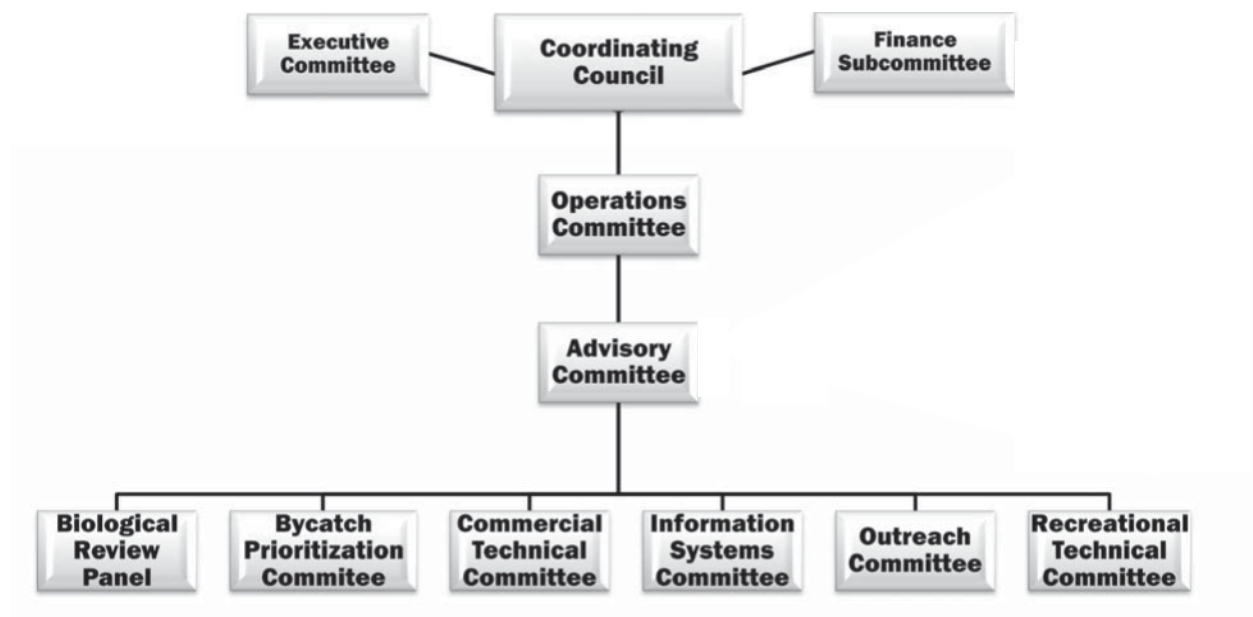 Executive
Committee
Coordinating
Council
Finance
Subcommittee
Operations
Committee
Advisory
Committee
Biological
Review
Panel
Bycatch
Prioritization
Commitee
Commercial
Technical
Committee
Information
Systems
Committee
Outreach
Committee
Recreational
Technical
Committee